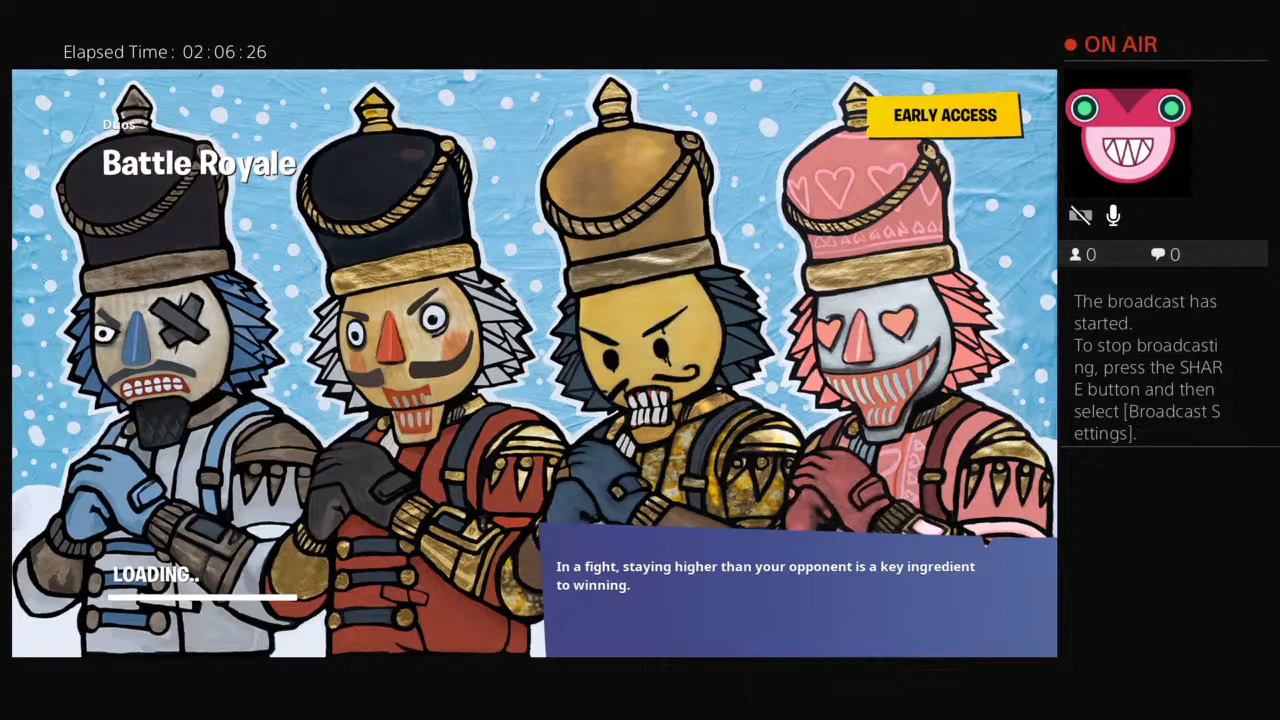 Elapsed Time: 02:06:26
ON AIR
Duos
Battle Royale
EARLY ACCESS
0 0
The broadcast has
started.
To stop broadcasti
ng, press the SHAR
E button and then
select [Broadcast S
ettings].
LOADING..
In a fight, staying higher than your opponent is a key ingredient
to winning.